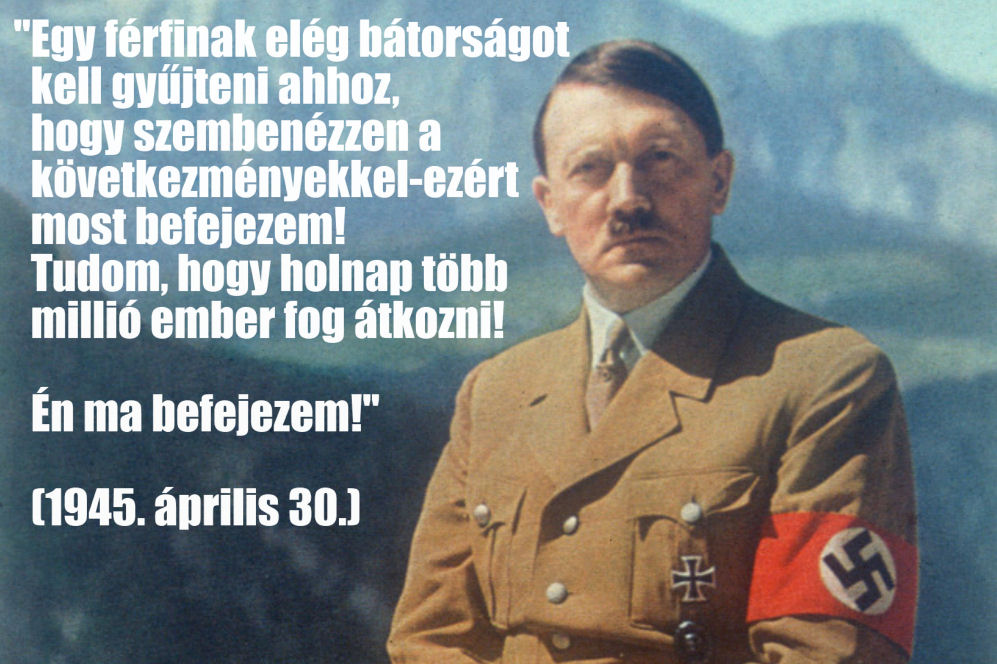 "Egy férfinak elég bátorságot
kell gyűjteni ahhoz,
hogy szembenézzen a
következményekkel-ezért
most befejezem!
Tudom, hogy holnap több
millió ember fog átkozni!
Én ma befejezem!"
(1945. április 30.)